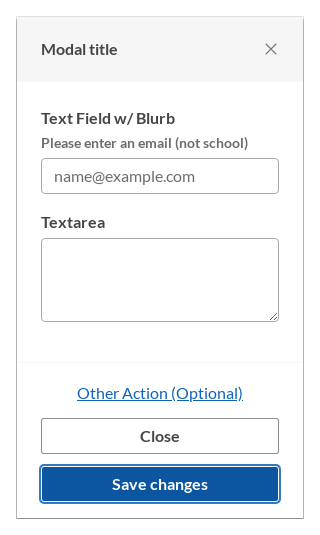 Modal title
Text Field w/ Blurb
Please enter an email (not school)
name@example.com
Textarea
Other Action (Optional)
Close
Save changes